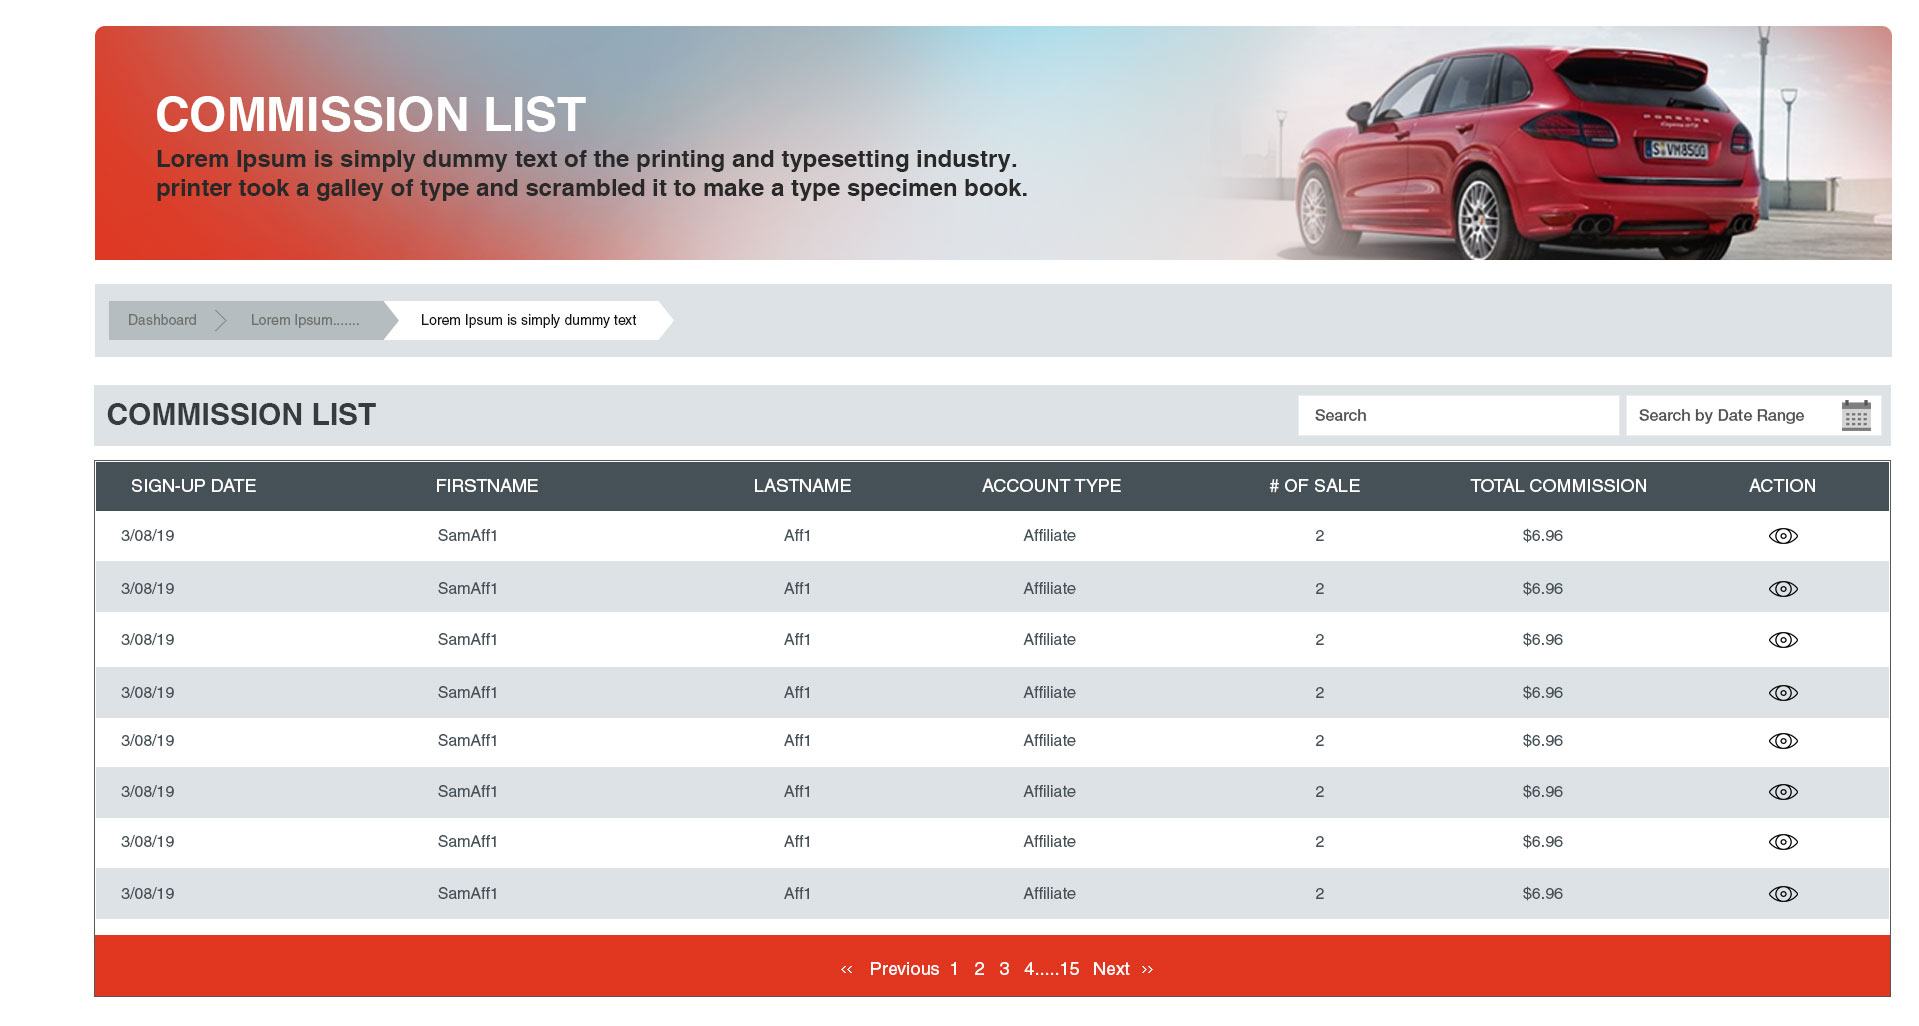 COMMISSION LIST
Lorem Ipsum is simply dummy text of the printing and typesetting industry.
printer took a galley of type and scrambled it to make a type specimen book.
PORSCHE
Cayenne GTS
S VM8500
Dashboard Lorem Ipsum....... Lorem Ipsum is simply dummy text
COMMISSION LIST Search Search by Date Range
SIGN-UP DATE FIRSTNAME LASTNAME ACCOUNT TYPE # OF SALE TOTAL COMMISSION ACTION
3/08/19 SamAff1 Aff1 Affiliate 2 $6.96
3/08/19 SamAff1 Aff1 Affiliate 2 $6.96
3/08/19 SamAff1 Aff1 Affiliate 2 $6.96
3/08/19 SamAff1 Aff1 Affiliate 2 $6.96
3/08/19 SamAff1 Aff1 Affiliate 2 $6.96
3/08/19 SamAff1 Aff1 Affiliate 2 $6.96
3/08/19 SamAff1 Aff1 Affiliate 2 $6.96
3/08/19 SamAff1 Aff1 Affiliate 2 $6.96
‹‹ Previous 1 2 3 4.....15 Next ››